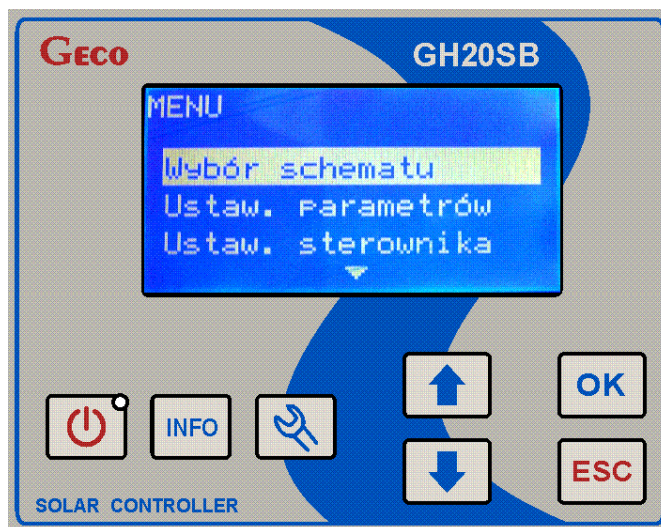 GECO
GH20SB
MENU
Wybór schematu
Ustaw. parametrów
Ustaw. sterownika
INFO
OK
ESC
SOLAR CONTROLLER